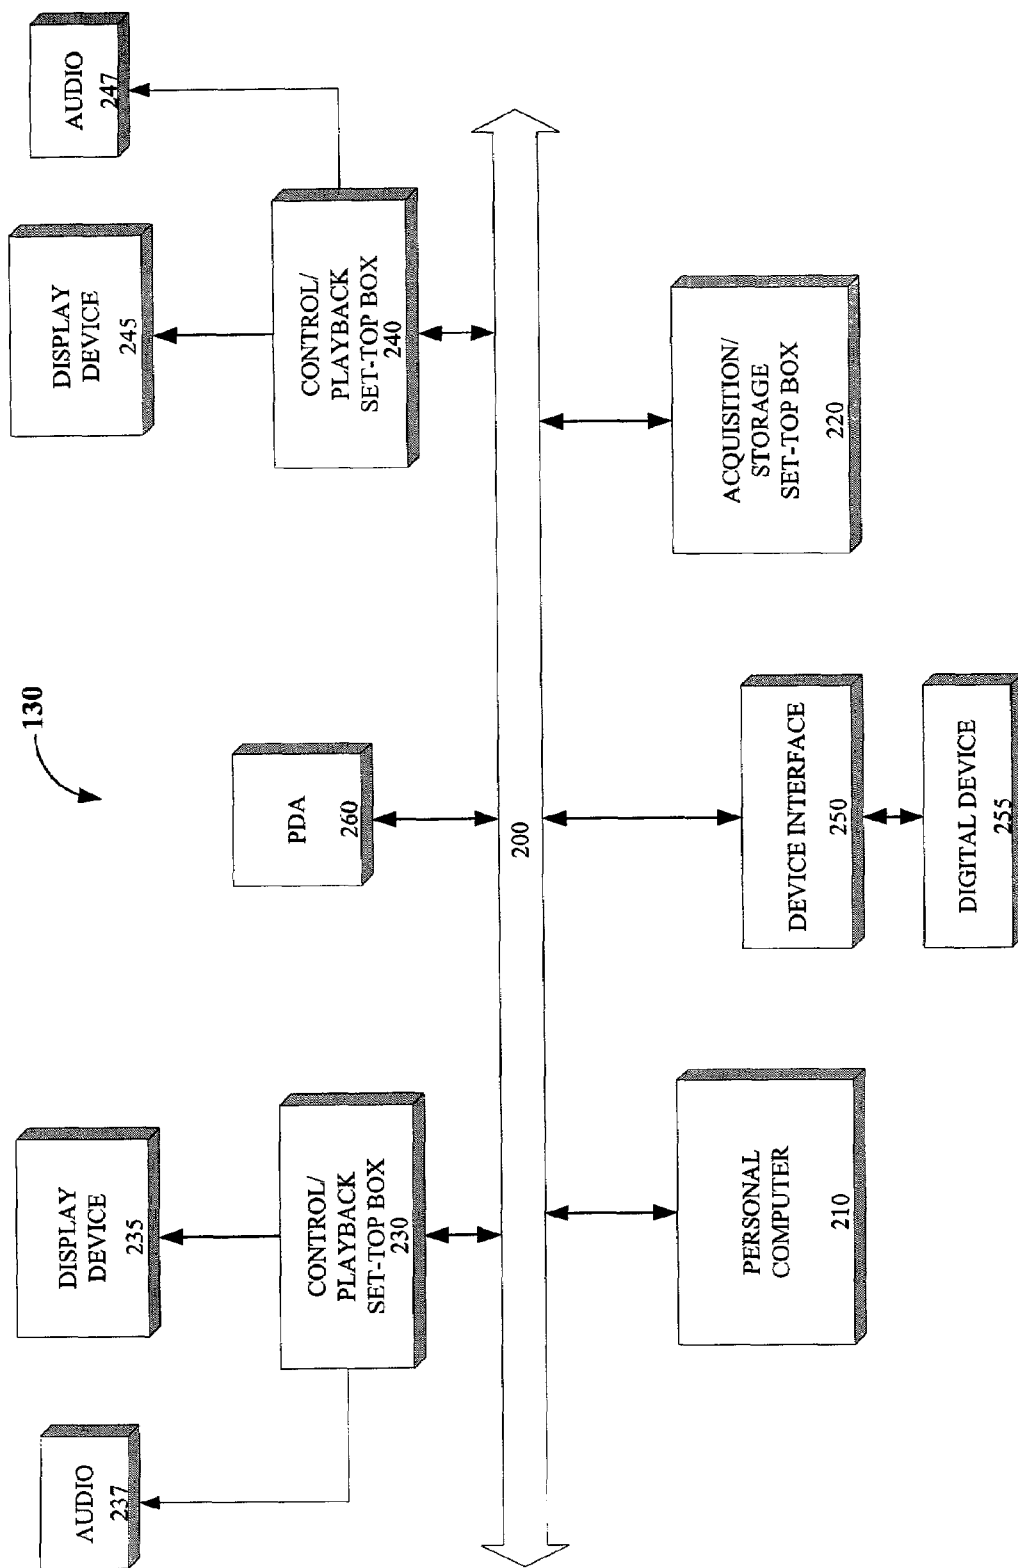 130
AUDIO
237
DISPLAY
DEVICE
235
DISPLAY
DEVICE
245
AUDIO
247
CONTROL/
PLAYBACK
SET-TOP BOX
230
PDA
260
CONTROL/
PLAYBACK
SET-TOP BOX
240
200
PERSONAL
COMPUTER
210
DEVICE INTERFACE
250
DIGITAL DEVICE
255
ACQUISITION/
STORAGE
SET-TOP BOX
220